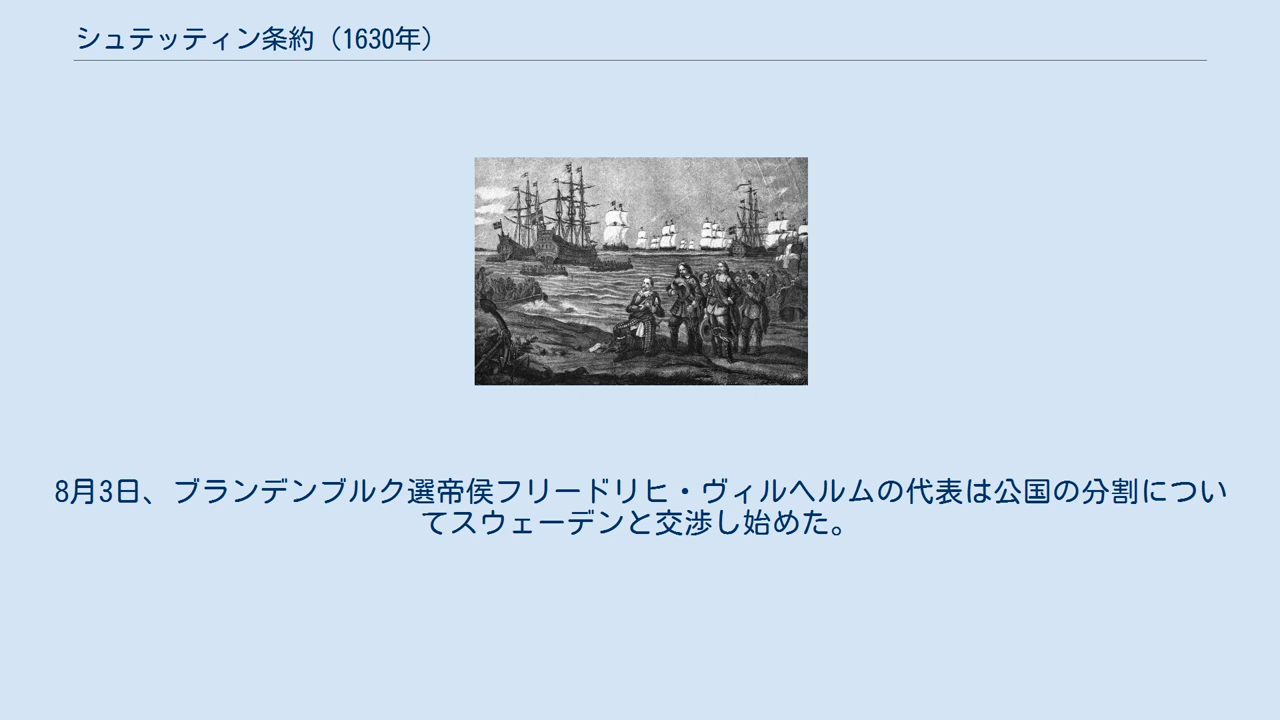 シュテッティン条約（1630年）
8月3日、ブランデンブルク選帝侯フリードリヒ・ヴィルヘルムの代表は公国の分割につい
てスウェーデンと交渉し始めた。